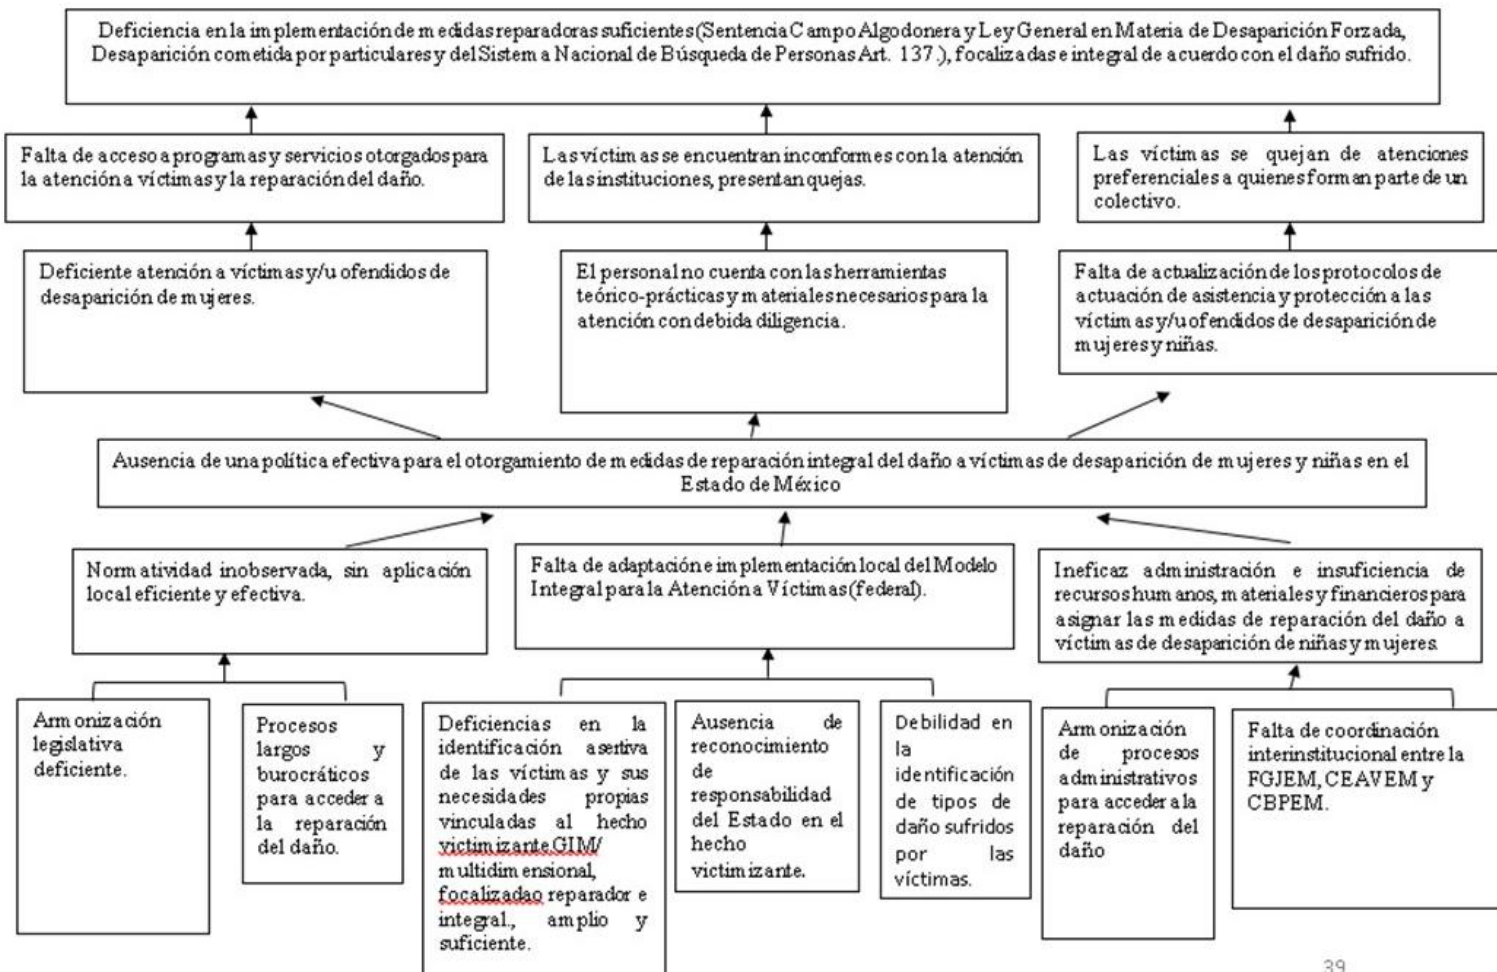 Deficiencia en la implementación de medidas reparadoras suficientes (Sentencia Campo Algodonera y Ley General en Materia de Desaparición Forzada,
Desaparición cometida por particulares y del Sistema Nacional de Búsqueda de Personas Art. 137.), focalizadas e integral de acuerdo con el daño sufrido.
Falta de acceso a programas y servicios otorgados para
la atención a víctimas y la reparación del daño.
Las víctimas se encuentran inconformes con la atención
de las instituciones, presentan quejas.
Las víctimas se quejan de atenciones
preferenciales a quienes forman parte de un
colectivo.
Deficiente atención a víctimas y/u ofendidos de
desaparición de mujeres.
El personal no cuenta con las herramientas
teórico-prácticas y materiales necesarios para la
atención con debida diligencia.
Falta de actualización de los protocolos de
actuación de asistencia y protección a las
víctimas y/u ofendidos de desaparición de
mujeres y niñas.
Ausencia de una política efectiva para el otorgamiento de medidas de reparación integral del daño a víctimas de desaparición de mujeres y niñas en el
Estado de México
Normatividad inobservada, sin aplicación
local eficiente y efectiva.
Falta de adaptación e implementación local del Modelo
Integral para la Atención a Víctimas (federal).
Ineficaz administración e insuficiencia de
recursos humanos, materiales y financieros para
asignar las medidas de reparación del daño a
víctimas de desaparición de niñas y mujeres
Armonización
legislativa
deficiente.
Procesos
largos y
burocráticos
para acceder a
la reparación
del daño.
Deficiencias en la
identificación asertiva
de las víctimas y sus
necesidades propias
vinculadas al hecho
victimizante.GIM/
multidimensional,
focalizadao reparador e
integral., amplio y
suficiente.
Ausencia de
reconocimiento
de
responsabilidad
del Estado en el
hecho
victimizante.
Debilidad en
la
identificación
de tipos de
daño sufridos
por las
víctimas.
Armonización
de procesos
administrativos
para acceder a la
reparación del
daño
Falta de coordinación
interinstitucional entre la
FGJEM, CEAVEM y
CBPEM.
39